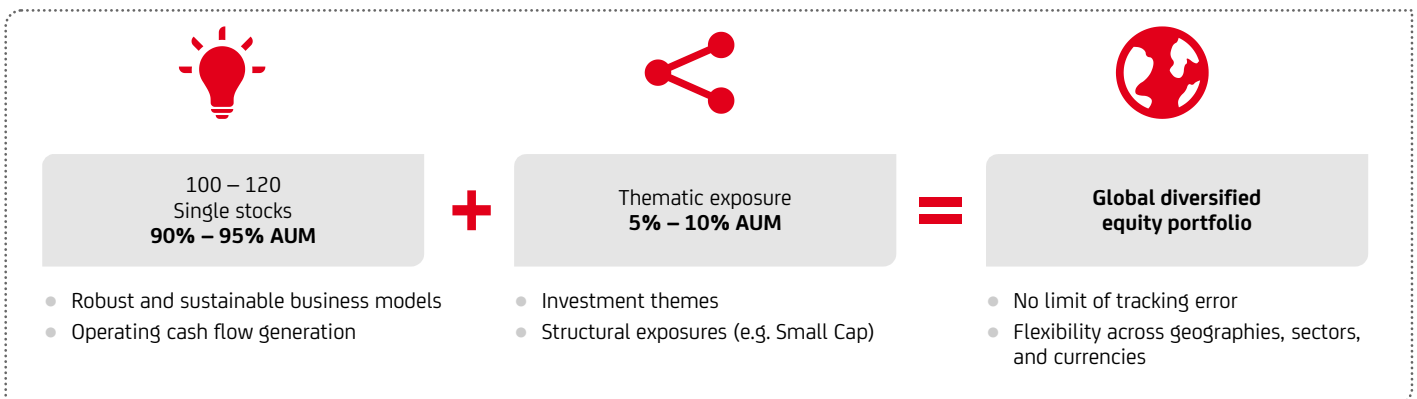 100 – 120
Single stocks
90% – 95% AUM
Robust and sustainable business models
Operating cash flow generation
+
Thematic exposure
5% – 10% AUM
Investment themes
Structural exposures (e.g. Small Cap)
=
Global diversified
equity portfolio
No limit of tracking error
Flexibility across geographies, sectors,
and currencies